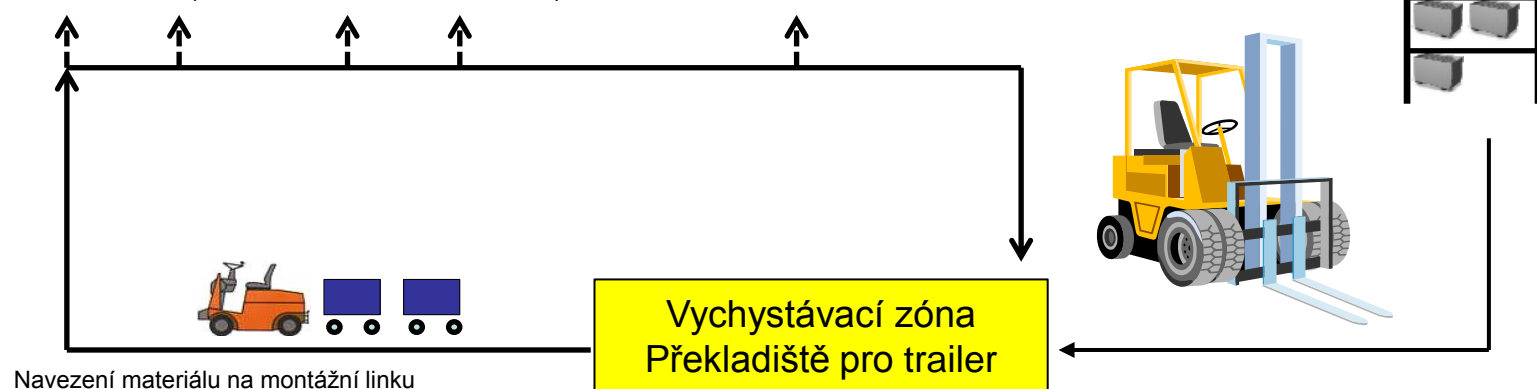 Vychystávací zóna
Překladiště pro trailer
Navezení materiálu na montážní linku